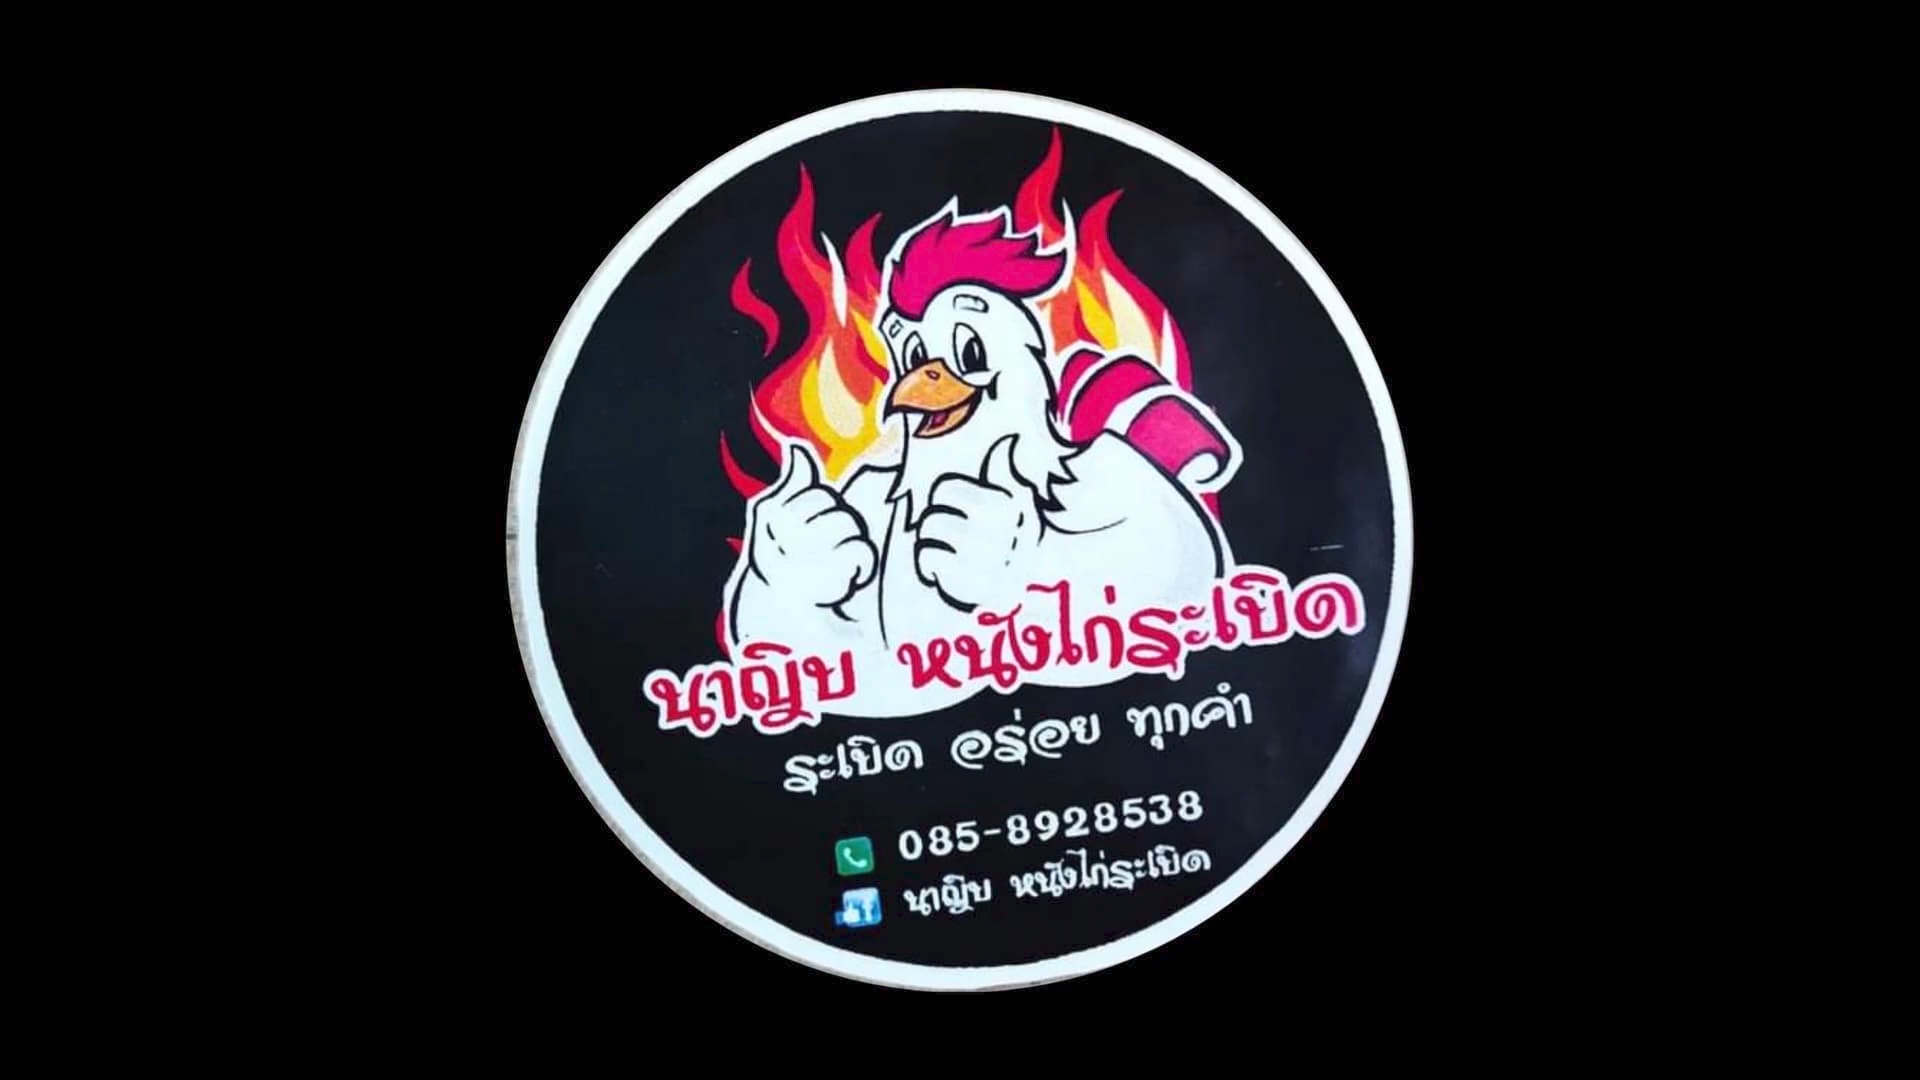 นาญิบ หนังไก่ระเบิด
ระเบิด อร่อย ทุกคำ
085-8928538
นาญิบ หนังไก่ระเบิด